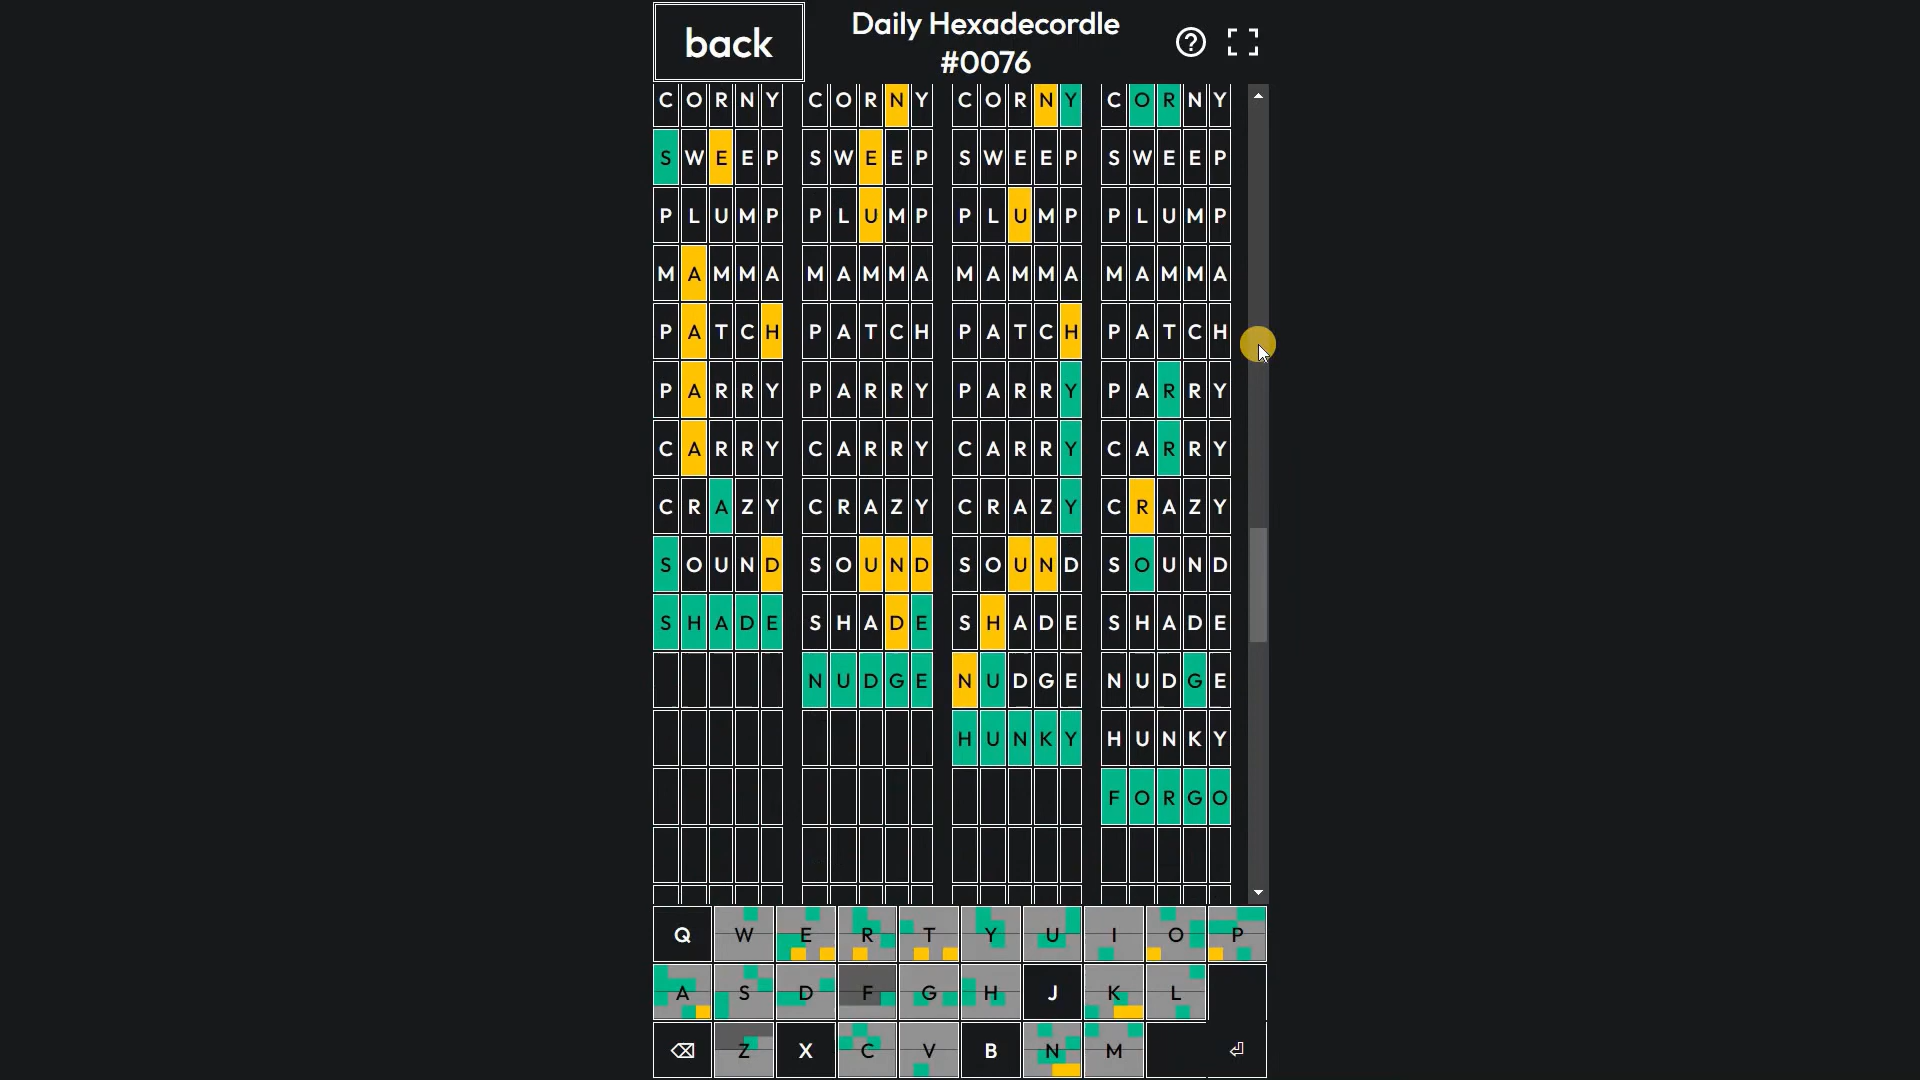 back
Daily Hexadecordle
#0076
CORNY CORNY CORNY CORNY
SWEEP SWEEP SWEEP SWEEP
PLUMP PLUMP PLUMP PLUMP
MAMMA MAMMA MAMMA MAMMA
PATCH PATCH PATCH PATCH
PARRY PARRY PARRY PARRY
CARRY CARRY CARRY CARRY
CRAZY CRAZY CRAZY CRAZY
SOUND SOUND SOUND SOUND
SHADE SHADE SHADE SHADE
NUDGE NUDGE NUDGE
HUNKY HUNKY
FORGO
Q W E R T Y U I O P
A S D F G H J K L
Z X C V B N M